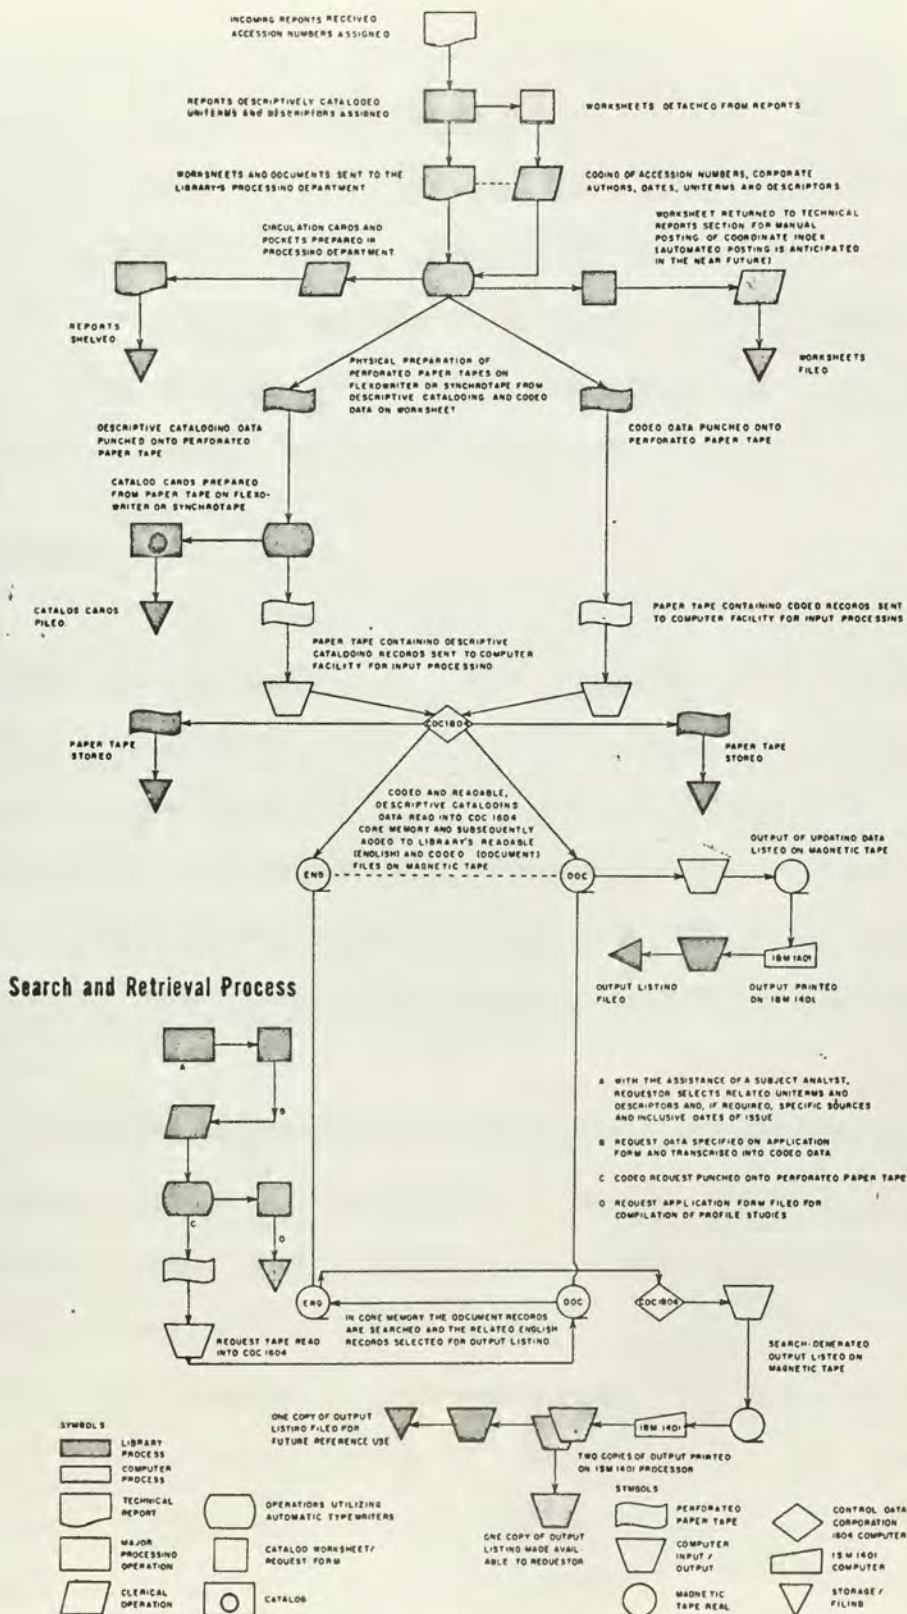 INCOMING REPORTS RECEIVED
ACCESSION NUMBERS ASSIGNED
REPORTS DESCRIPTIVELY CATALOGED
UNITERMS AND DESCRIPTORS ASSIGNED
WORKSHEETS DETACHED FROM REPORTS
WORKSHEETS AND DOCUMENTS SENT TO THE
LIBRARY'S PROCESSING DEPARTMENT
CODING OF ACCESSION NUMBERS, CORPORATE
AUTHORS, DATES, UNITERMS AND DESCRIPTORS
CIRCULATION CARDS AND
POCKETS PREPARED IN
PROCESSING DEPARTMENT
WORKSHEET RETURNED TO TECHNICAL
REPORTS SECTION FOR MANUAL
POSTING OF COORDINATE INDEX
(AUTOMATED POSTING IS ANTICIPATED
IN THE NEAR FUTURE)
REPORTS
SHELVED
WORKSHEETS
FILED
PHYSICAL PREPARATION OF
PERFORATED PAPER TAPES ON
FLEXOWRITER OR SYNCHROTAPE FROM
DESCRIPTIVE CATALOGING AND CODED
DATA ON WORKSHEET
DESCRIPTIVE CATALOGING DATA
PUNCHED ONTO PERFORATED
PAPER TAPE
CODED DATA PUNCHED ONTO
PERFORATED PAPER TAPE
CATALOG CARDS PREPARED
FROM PAPER TAPE ON FLEXO-
WRITER OR SYNCHROTAPE
CATALOG CARDS
FILED
PAPER TAPE CONTAINING CODED RECORDS SENT
TO COMPUTER FACILITY FOR INPUT PROCESSING
PAPER TAPE CONTAINING DESCRIPTIVE
CATALOGING RECORDS SENT TO COMPUTER
FACILITY FOR INPUT PROCESSING
CDC 1604
PAPER TAPE
STORED
PAPER TAPE
STORED
CODED AND READABLE,
DESCRIPTIVE CATALOGING
DATA READ INTO CDC 1604
CORE MEMORY AND SUBSEQUENTLY
ADDED TO LIBRARY'S READABLE
(ENGLISH) AND CODED (DOCUMENT)
FILES ON MAGNETIC TAPE
OUTPUT OF UPDATING DATA
LISTED ON MAGNETIC TAPE
ENG
DOC
IBM 1401
OUTPUT LISTING
FILED
OUTPUT PRINTED
ON IBM 1401
Search and Retrieval Process
A
B
C
D
A WITH THE ASSISTANCE OF A SUBJECT ANALYST,
REQUESTOR SELECTS RELATED UNITERMS AND
DESCRIPTORS AND, IF REQUIRED, SPECIFIC SOURCES
AND INCLUSIVE DATES OF ISSUE
B REQUEST DATA SPECIFIED ON APPLICATION
FORM AND TRANSCRIBED INTO CODED DATA
C CODED REQUEST PUNCHED ONTO PERFORATED PAPER TAPE
D REQUEST APPLICATION FORM FILED FOR
COMPILATION OF PROFILE STUDIES
ENG
DOC
CDC 1604
IN CORE MEMORY THE DOCUMENT RECORDS
ARE SEARCHED AND THE RELATED ENGLISH
RECORDS SELECTED FOR OUTPUT LISTING
REQUEST TAPE READ
INTO CDC 1604
SEARCH-GENERATED
OUTPUT LISTED ON
MAGNETIC TAPE
ONE COPY OF OUTPUT
LISTING FILED FOR
FUTURE REFERENCE USE
IBM 1401
TWO COPIES OF OUTPUT PRINTED
ON IBM 1401 PROCESSOR
ONE COPY OF OUTPUT
LISTING MADE AVAIL-
ABLE TO REQUESTOR
SYMBOLS
LIBRARY
PROCESS
COMPUTER
PROCESS
TECHNICAL
REPORT
OPERATIONS UTILIZING
AUTOMATIC TYPEWRITERS
MAJOR
PROCESSING
OPERATION
CATALOG WORKSHEET/
REQUEST FORM
CLERICAL
OPERATION
CATALOG
SYMBOLS
PERFORATED
PAPER TAPE
CONTROL DATA
CORPORATION
1604 COMPUTER
COMPUTER
INPUT /
OUTPUT
IBM 1401
COMPUTER
MAGNETIC
TAPE REAL
STORAGE /
FILING